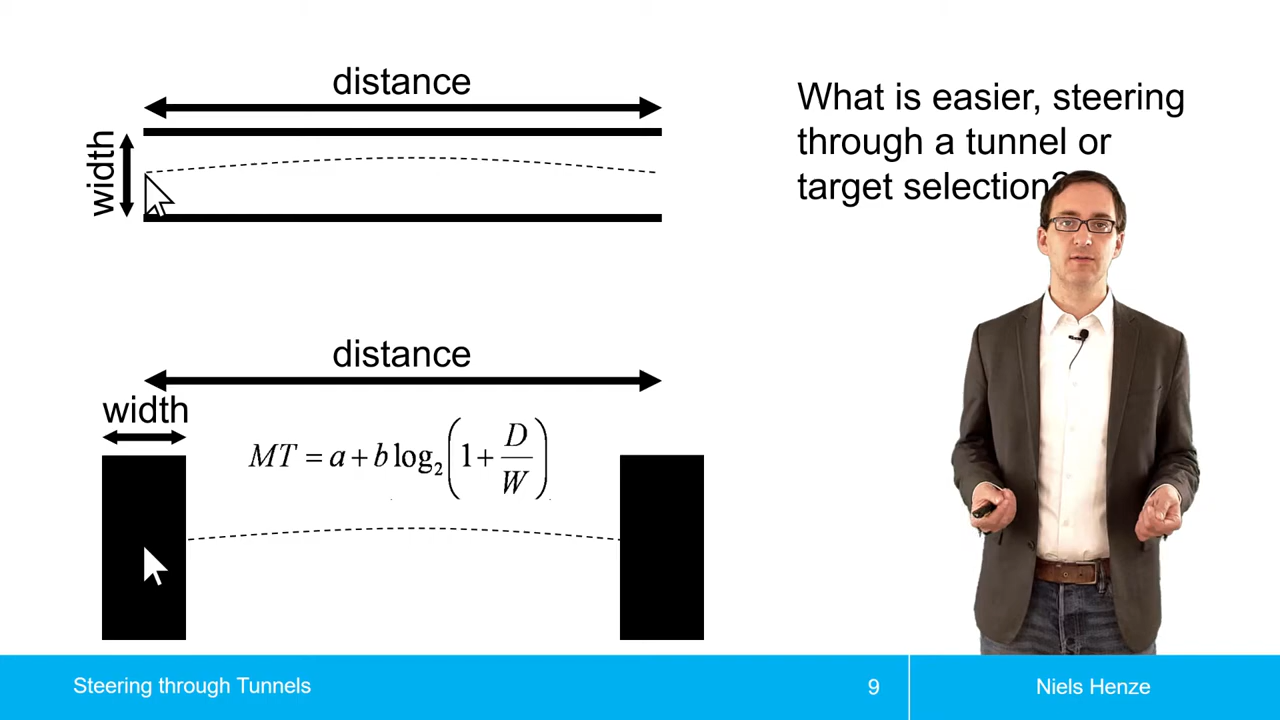 distance
width
What is easier, steering
through a tunnel or
target selection?
distance
width
MT = a + b log₂(1 + D/W)
Steering through Tunnels
9
Niels Henze